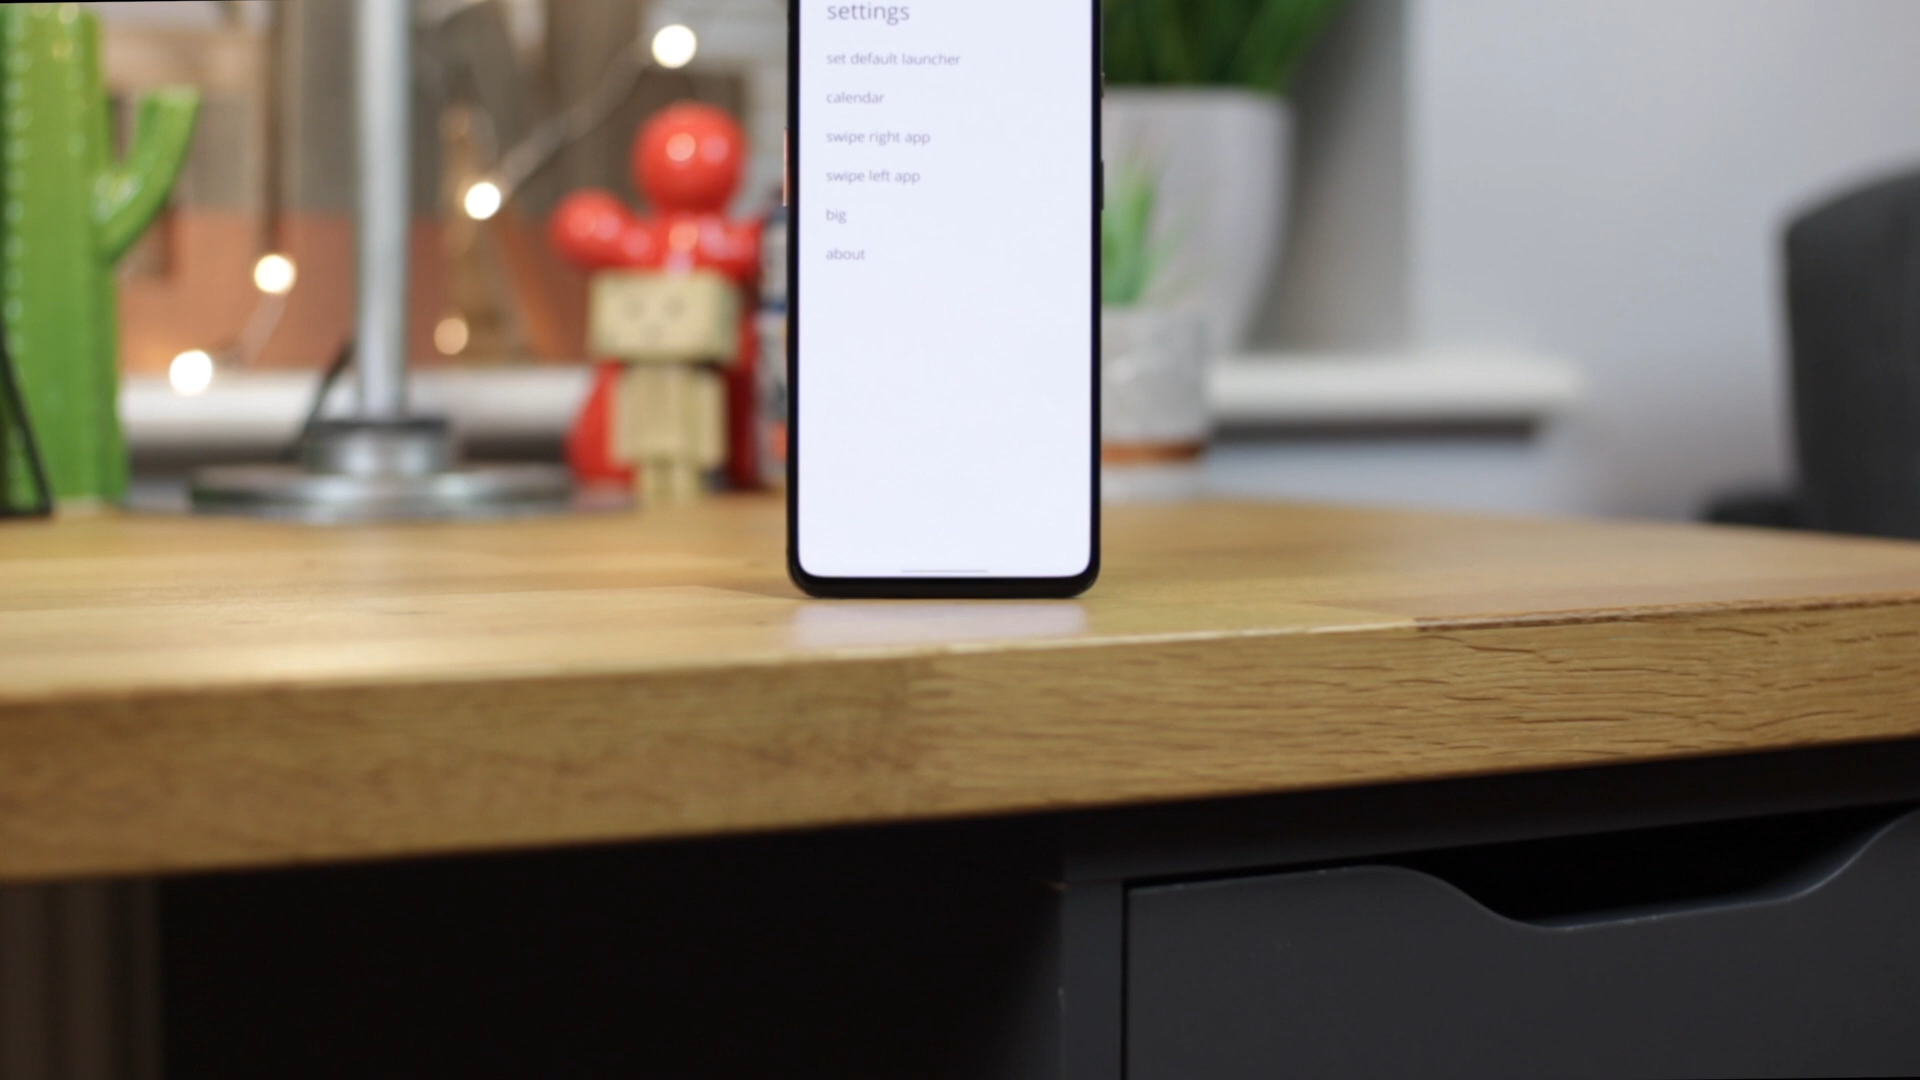 settings
set default launcher
calendar
swipe right app
swipe left app
big
about